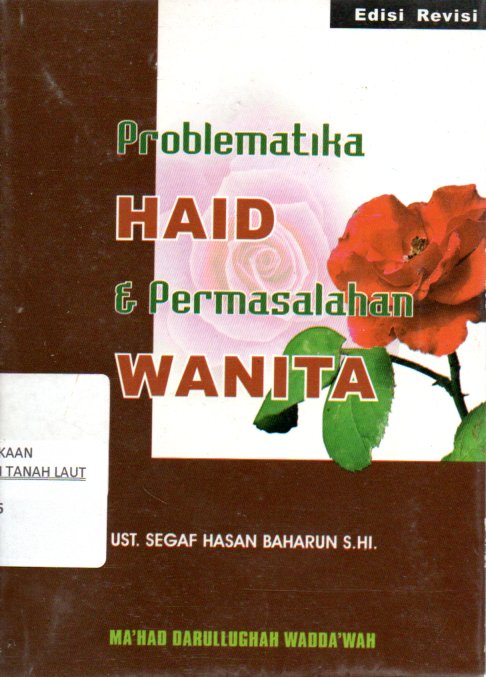 Edisi Revisi
Problematika
HAID
& Permasalahan
WANITA
KAAN
TANAH LAUT
UST. SEGAF HASAN BAHARUN S.HI.
MA'HAD DARULLUGHAH WADDA'WAH